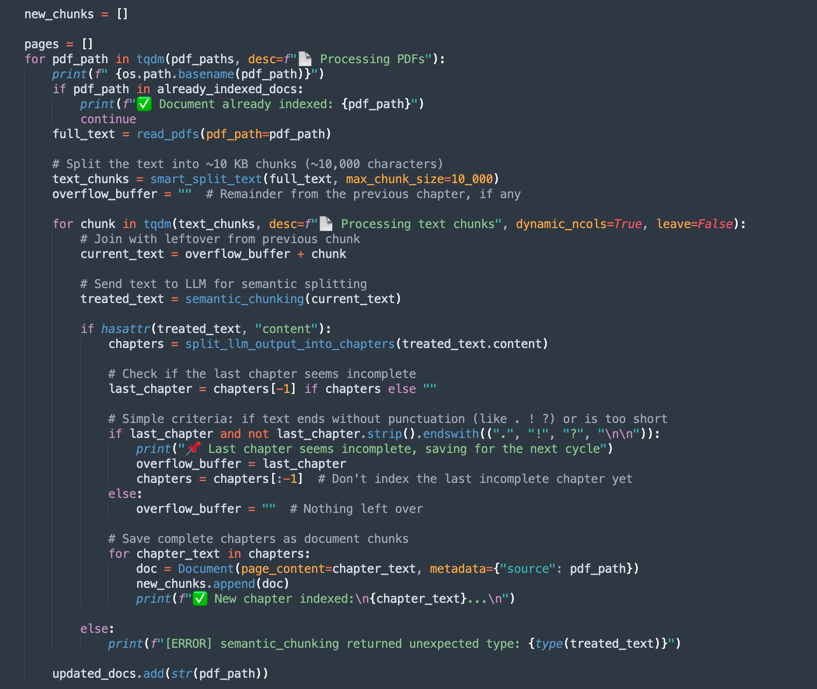 new_chunks = []

pages = []
for pdf_path in tqdm(pdf_paths, desc=f"📄 Processing PDFs"):
    print(f" {os.path.basename(pdf_path)}")
    if pdf_path in already_indexed_docs:
        print(f"✅ Document already indexed: {pdf_path}")
        continue
    full_text = read_pdfs(pdf_path=pdf_path)

    # Split the text into ~10 KB chunks (~10,000 characters)
    text_chunks = smart_split_text(full_text, max_chunk_size=10_000)
    overflow_buffer = ""  # Remainder from the previous chapter, if any

    for chunk in tqdm(text_chunks, desc=f"📄 Processing text chunks", dynamic_ncols=True, leave=False):
        # Join with leftover from previous chunk
        current_text = overflow_buffer + chunk

        # Send text to LLM for semantic splitting
        treated_text = semantic_chunking(current_text)

        if hasattr(treated_text, "content"):
            chapters = split_llm_output_into_chapters(treated_text.content)

            # Check if the last chapter seems incomplete
            last_chapter = chapters[-1] if chapters else ""

            # Simple criteria: if text ends without punctuation (like . ! ?) or is too short
            if last_chapter and not last_chapter.strip().endswith((".", "!", "?", "\n\n")):
                print("📌 Last chapter seems incomplete, saving for the next cycle")
                overflow_buffer = last_chapter
                chapters = chapters[:-1]  # Don't index the last incomplete chapter yet
            else:
                overflow_buffer = ""  # Nothing left over

            # Save complete chapters as document chunks
            for chapter_text in chapters:
                doc = Document(page_content=chapter_text, metadata={"source": pdf_path})
                new_chunks.append(doc)
                print(f"✅ New chapter indexed:\n{chapter_text}...\n")

        else:
            print(f"[ERROR] semantic_chunking returned unexpected type: {type(treated_text)}")

    updated_docs.add(str(pdf_path))